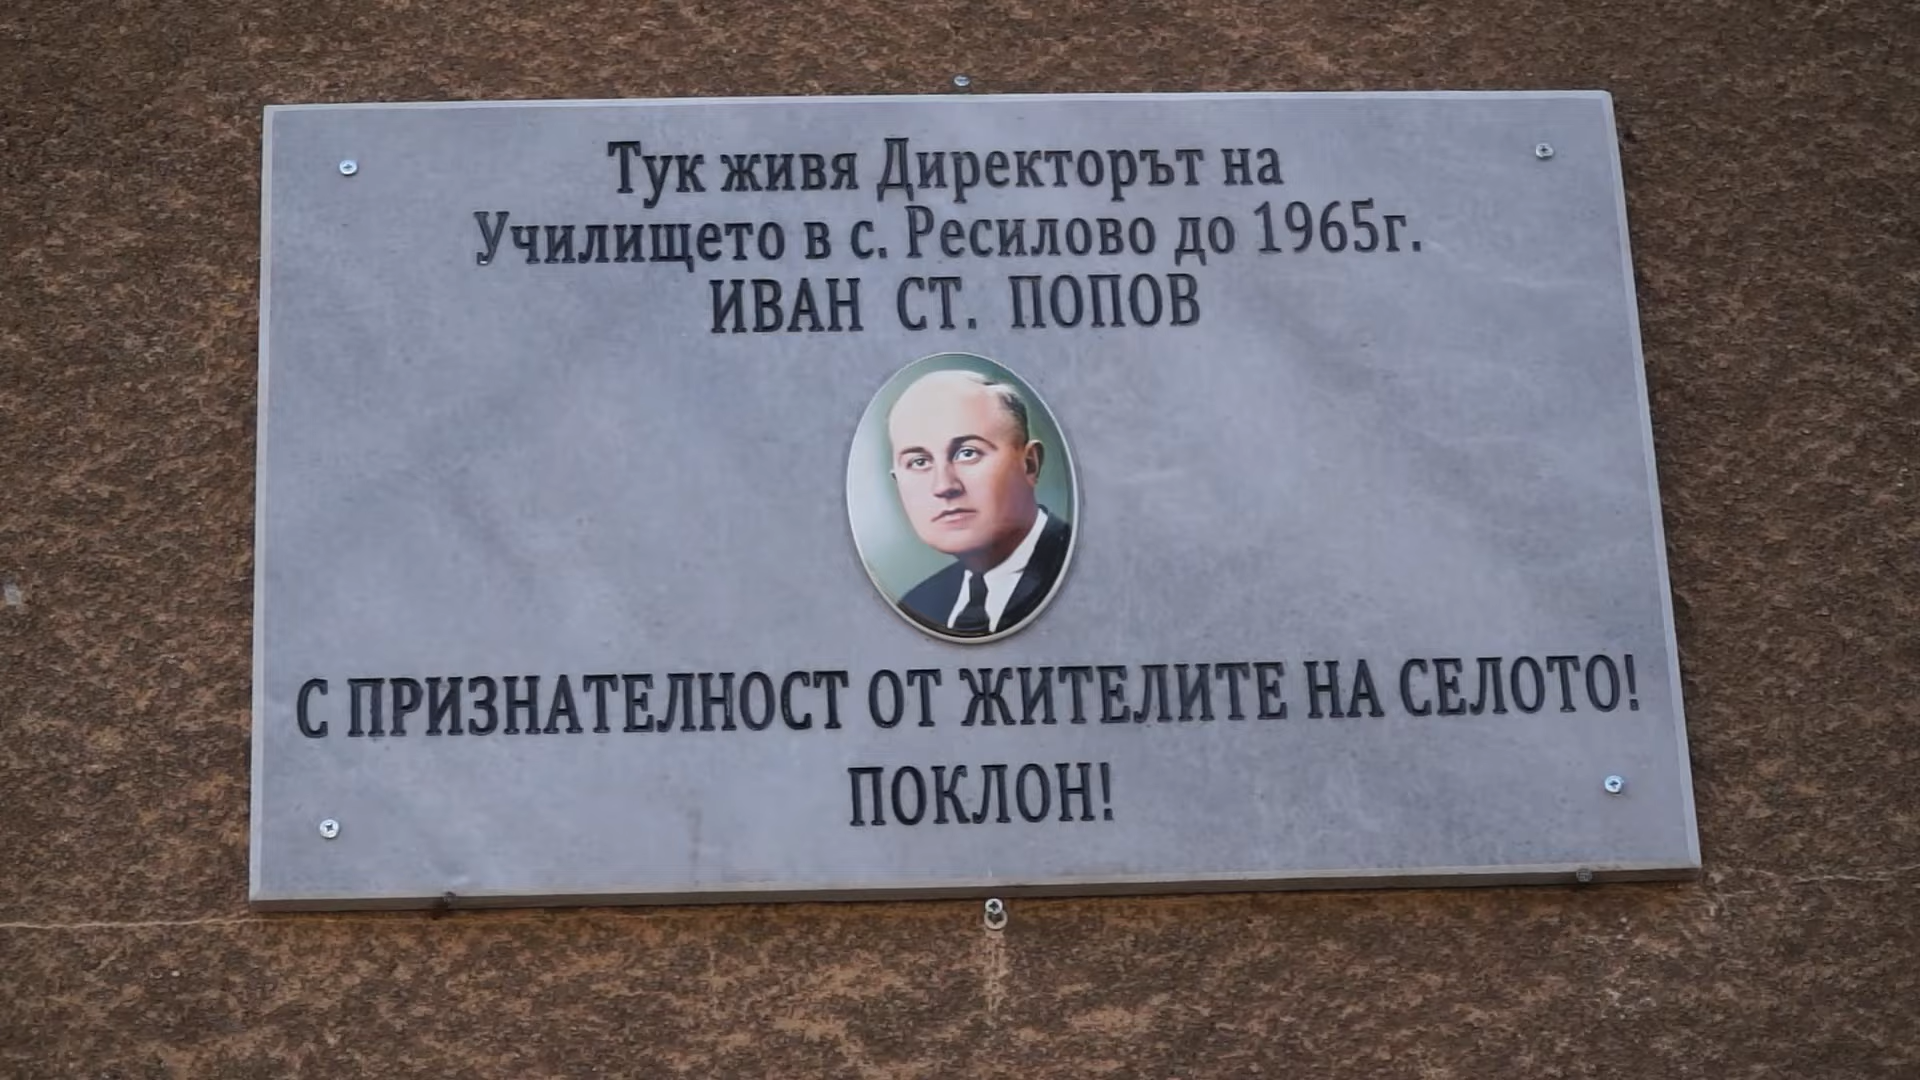 Тук живя Директорът на
Училището в с. Ресилово до 1965г.
ИВАН СТ. ПОПОВ
С ПРИЗНАТЕЛНОСТ ОТ ЖИТЕЛИТЕ НА СЕЛОТО!
ПОКЛОН!